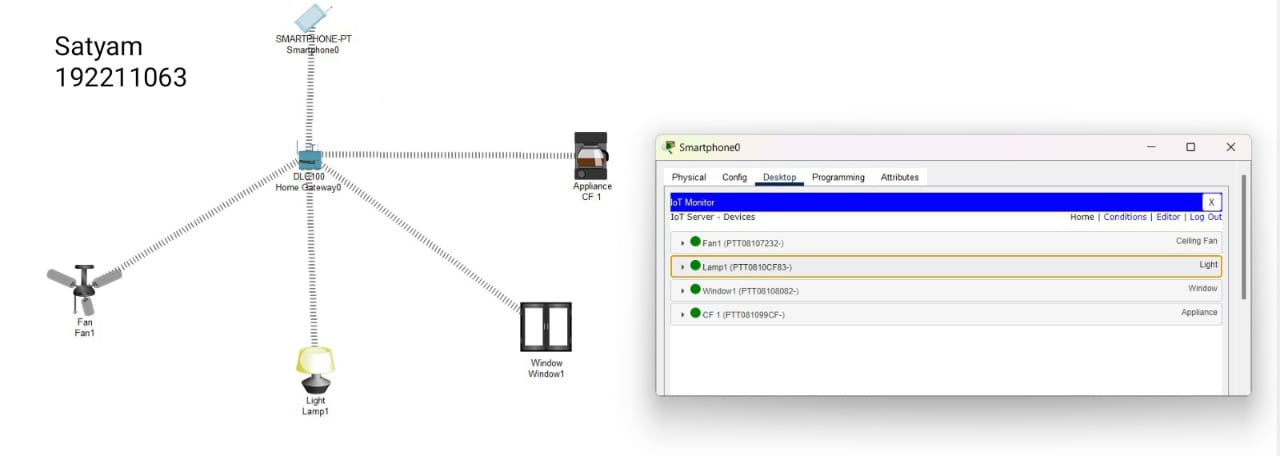 Satyam
192211063
SMARTPHONE-PT
Smartphone0
DLC100
Home Gateway0
Appliance
CF 1
Fan
Fan1
Window
Window1
Light
Lamp1
Smartphone0
Physical Config Desktop Programming Attributes
IoT Monitor X
IoT Server - Devices Home | Conditions | Editor | Log Out
Fan1 (PTT08107232-) Ceiling Fan
Lamp1 (PTT0810CF83-) Light
Window1 (PTT08108082-) Window
CF 1 (PTT081099CF-) Appliance